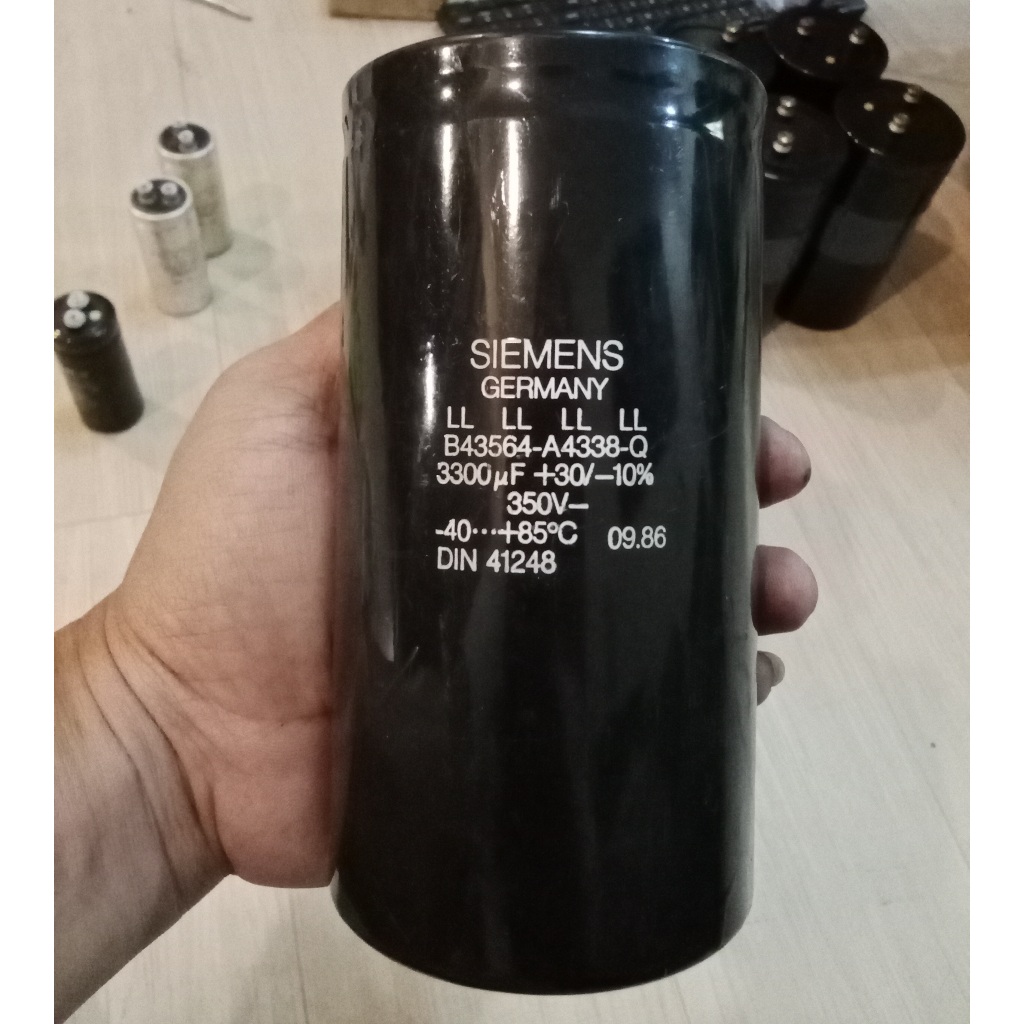 SIEMENS
GERMANY
LL LL LL LL
B43564-A4338-Q
3300µF +30/−10%
350V−
-40···+85°C 09.86
DIN 41248